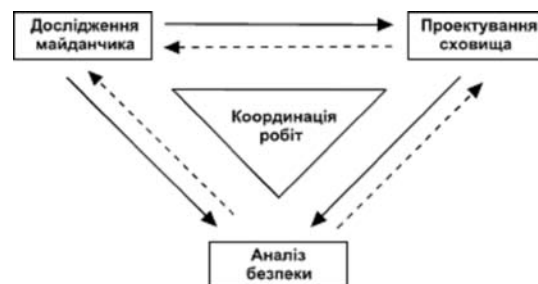 Дослідження
майданчика
Проектування
сховища
Координація
робіт
Аналіз
безпеки